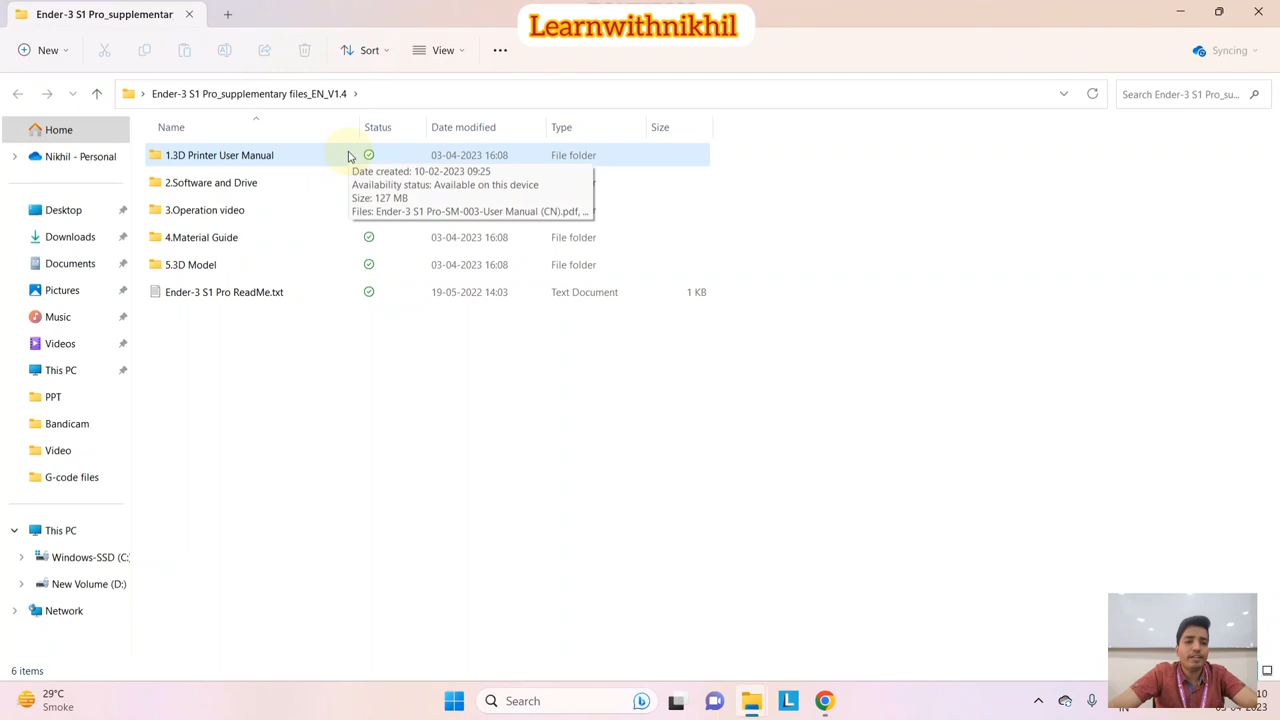 Ender-3 S1 Pro_supplementar
Learnwithnikhil
New
Sort
View
Syncing
Ender-3 S1 Pro_supplementary files_EN_V1.4
Search Ender-3 S1 Pro_su...
Home
Nikhil - Personal
Desktop
Downloads
Documents
Pictures
Music
Videos
This PC
PPT
Bandicam
Video
G-code files
This PC
Windows-SSD (C:
New Volume (D:)
Network
Name Status Date modified Type Size
1.3D Printer User Manual 03-04-2023 16:08 File folder
Date created: 10-02-2023 09:25
Availability status: Available on this device
Size: 127 MB
Files: Ender-3 S1 Pro-SM-003-User Manual (CN).pdf, ...
2.Software and Drive
3.Operation video
4.Material Guide 03-04-2023 16:08 File folder
5.3D Model 03-04-2023 16:08 File folder
Ender-3 S1 Pro ReadMe.txt 19-05-2022 14:03 Text Document 1 KB
6 items
29°C
Smoke
Search